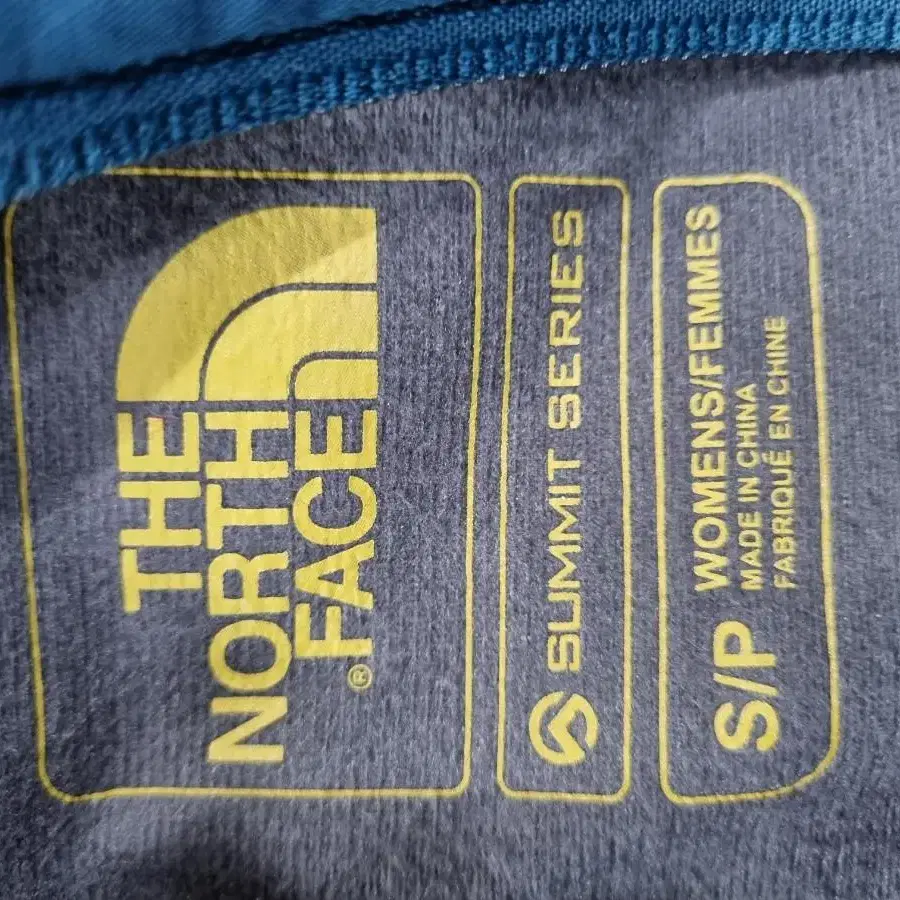 THE
NORTH
FACE®
SUMMIT SERIES
S/P
WOMENS/FEMMES
MADE IN CHINA
FABRIQUÉ EN CHINE